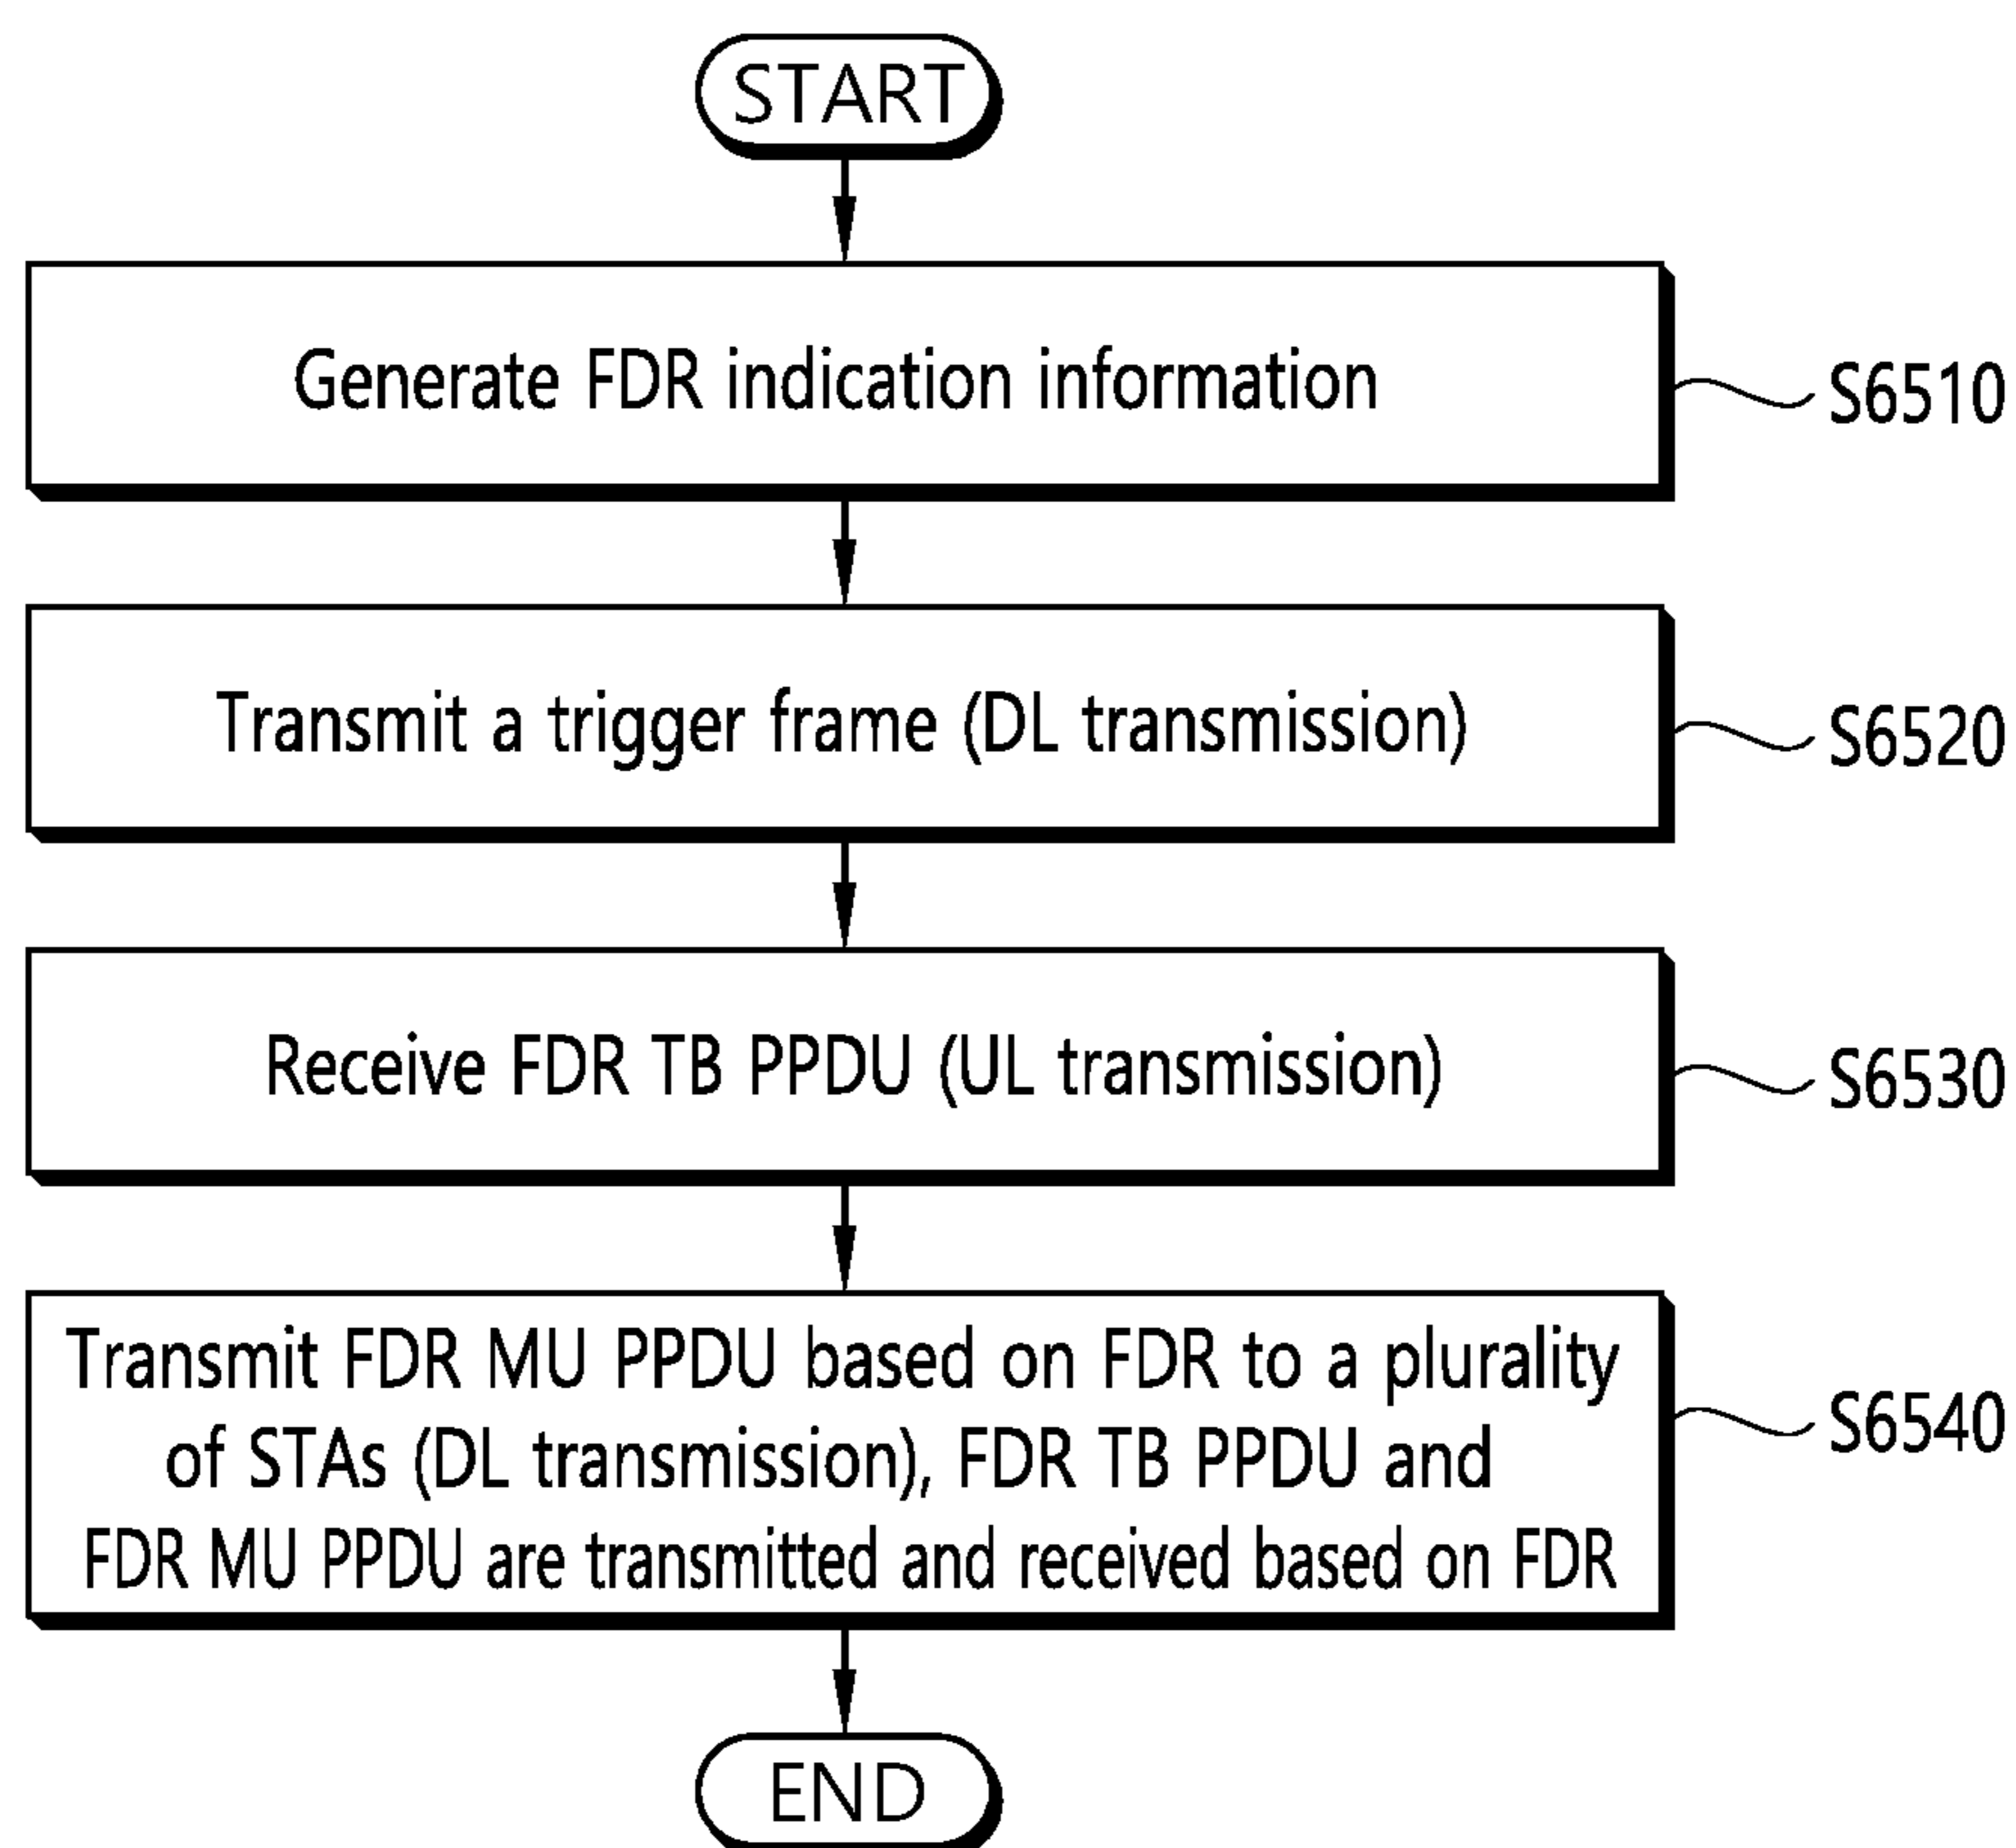 START
Generate FDR indication information
S6510
Transmit a trigger frame (DL transmission)
S6520
Receive FDR TB PPDU (UL transmission)
S6530
Transmit FDR MU PPDU based on FDR to a plurality
of STAs (DL transmission), FDR TB PPDU and
FDR MU PPDU are transmitted and received based on FDR
S6540
END